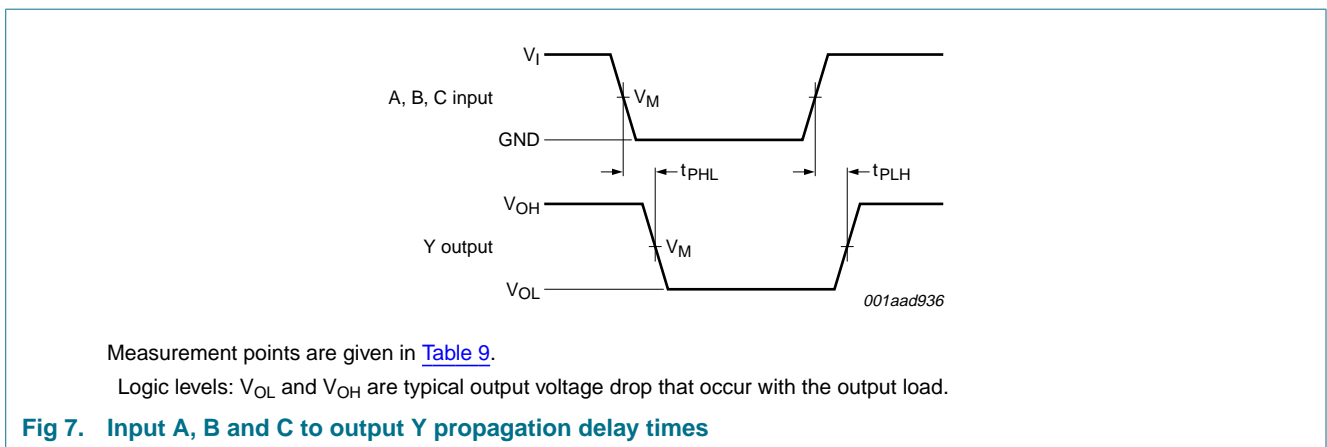 VI
A, B, C input
VM
GND
tPHL
tPLH
VOH
Y output
VM
VOL
001aad936
Measurement points are given in Table 9.
Logic levels: VOL and VOH are typical output voltage drop that occur with the output load.
Fig 7. Input A, B and C to output Y propagation delay times